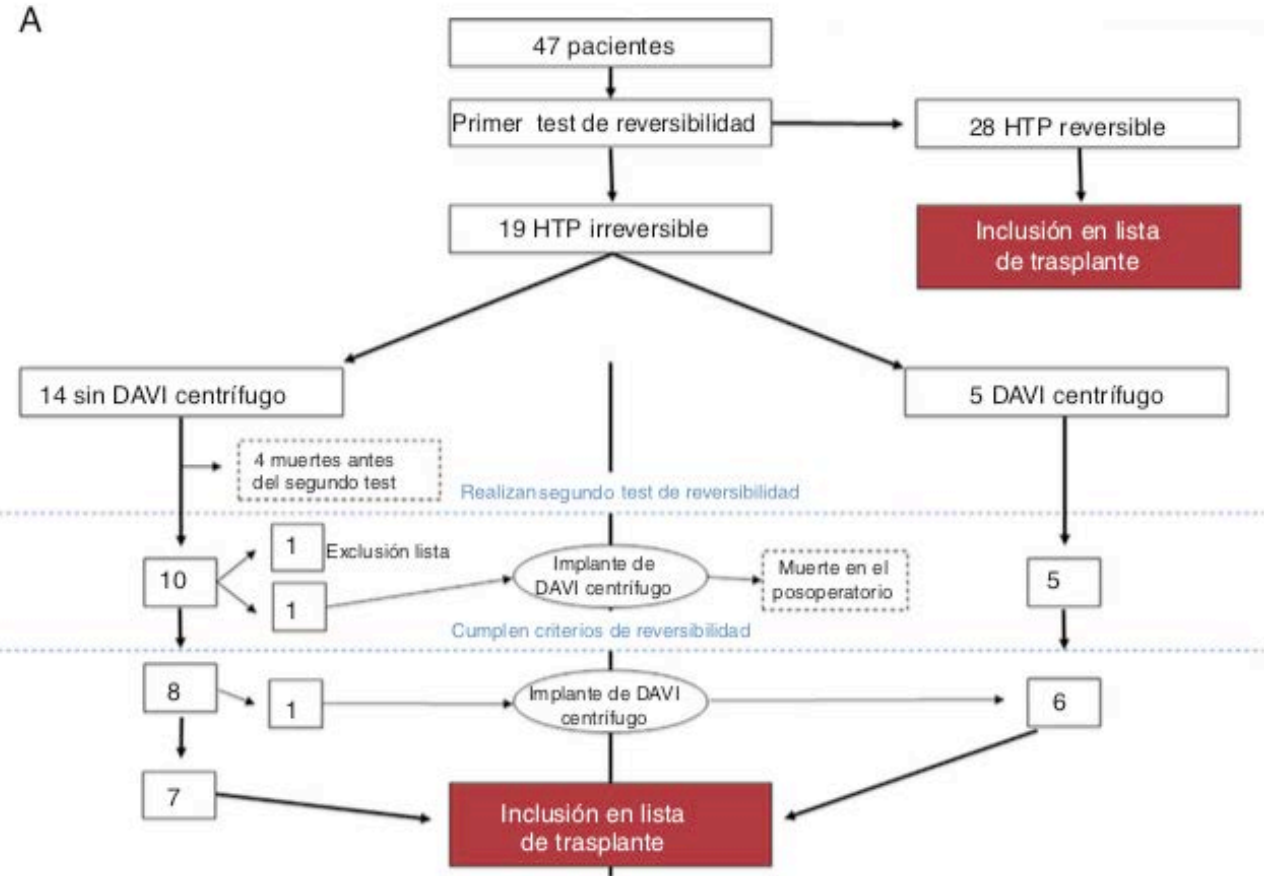 A
47 pacientes
Primer test de reversibilidad
28 HTP reversible
19 HTP irreversible
Inclusión en lista
de trasplante
14 sin DAVI centrífugo
5 DAVI centrífugo
4 muertes antes
del segundo test
Realizan segundo test de reversibilidad
1
Exclusión lista
10
1
Implante de
DAVI centrífugo
Muerte en el
posoperatorio
5
Cumplen criterios de reversibilidad
8
1
Implante de DAVI
centrifugo
6
7
Inclusión en lista
de trasplante